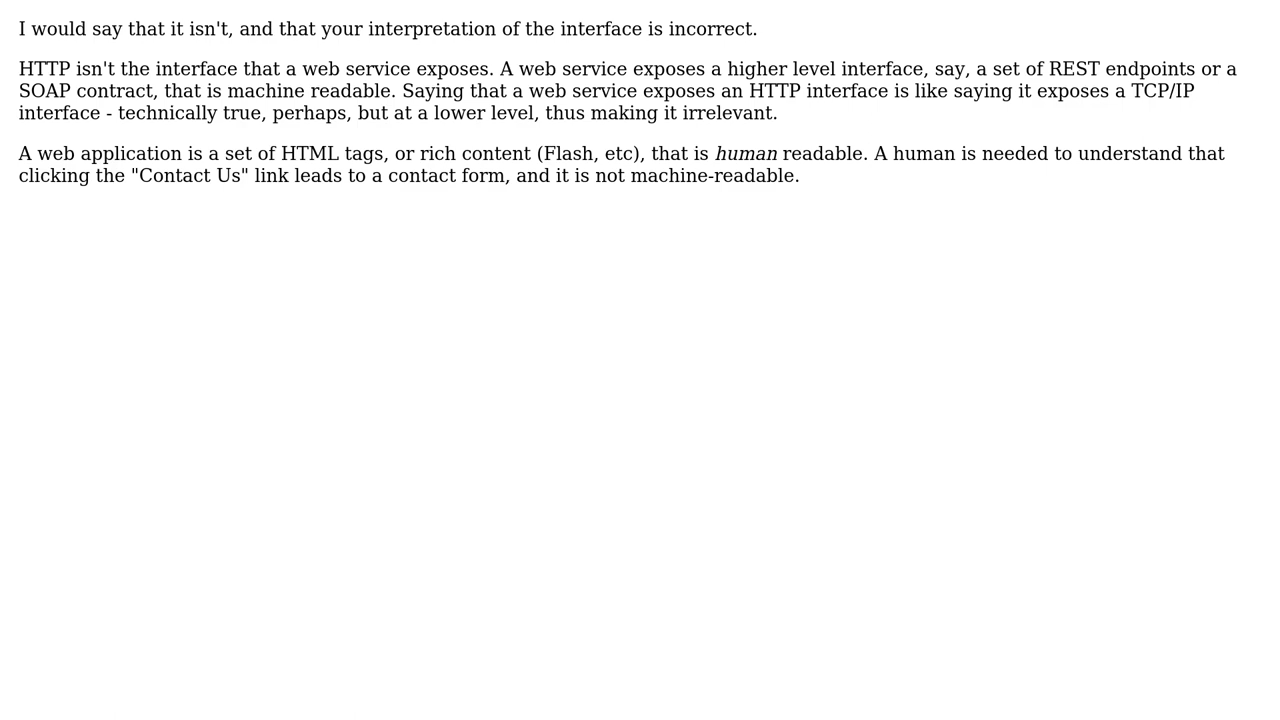 I would say that it isn't, and that your interpretation of the interface is incorrect.
HTTP isn't the interface that a web service exposes. A web service exposes a higher level interface, say, a set of REST endpoints or a
SOAP contract, that is machine readable. Saying that a web service exposes an HTTP interface is like saying it exposes a TCP/IP
interface - technically true, perhaps, but at a lower level, thus making it irrelevant.
A web application is a set of HTML tags, or rich content (Flash, etc), that is human readable. A human is needed to understand that
clicking the "Contact Us" link leads to a contact form, and it is not machine-readable.